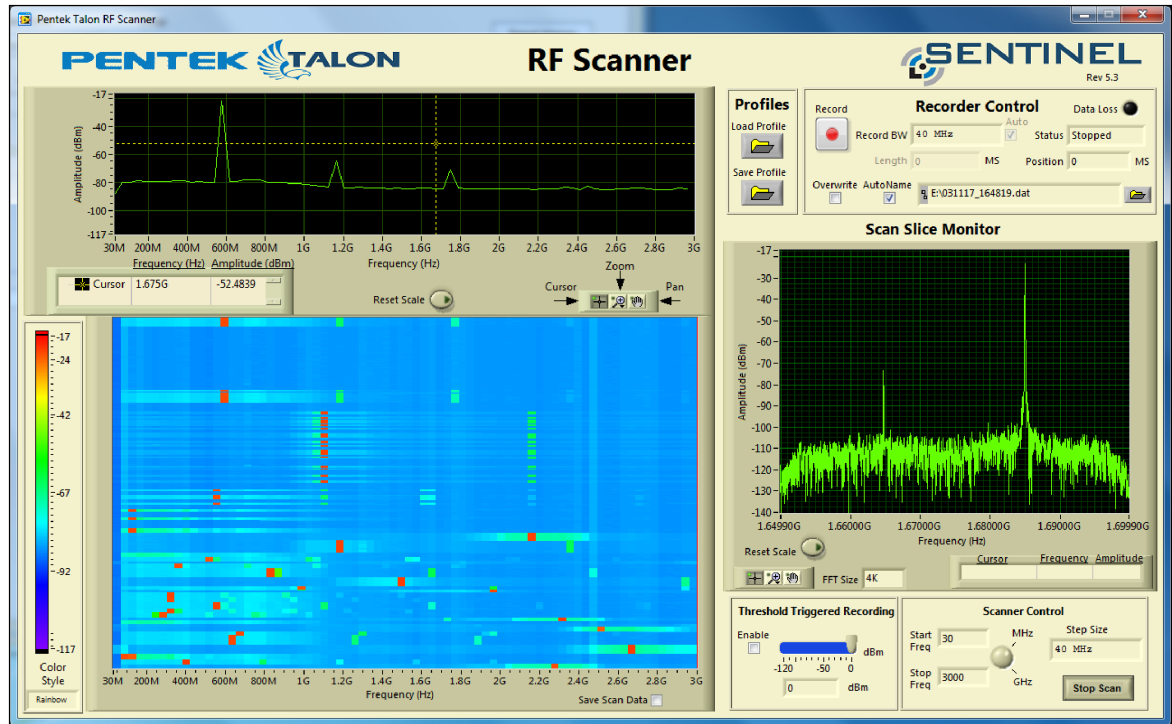 Pentek Talon RF Scanner
PENTEK TALON
RF Scanner
SENTINEL
Rev 5.3
-17
-40
-60
-80
-100
-117
Amplitude (dBm)
30M 200M 400M 600M 800M 1G 1.2G 1.4G 1.6G 1.8G 2G 2.2G 2.4G 2.6G 2.8G 3G
Frequency (Hz)
Frequency (Hz) Amplitude (dBm)
Cursor 1.675G -52.4839
Reset Scale
Zoom
Cursor
Pan
Profiles
Load Profile
Save Profile
Record
Recorder Control
Data Loss
Auto
Record BW 40 MHz
Status Stopped
Length 0 MS
Position 0 MS
Overwrite AutoName
E:\031117_164819.dat
Scan Slice Monitor
-17
-30
-40
-50
-60
-70
-80
-90
-100
-110
-120
-130
-140
Amplitude (dBm)
1.64990G 1.66000G 1.67000G 1.68000G 1.69000G 1.69990G
Frequency (Hz)
Reset Scale
Cursor Frequency Amplitude
FFT Size 4K
-17
-24
-42
-67
-92
-117
Color
Style
Rainbow
30M 200M 400M 600M 800M 1G 1.2G 1.4G 1.6G 1.8G 2G 2.2G 2.4G 2.6G 2.8G 3G
Frequency (Hz)
Save Scan Data
Threshold Triggered Recording
Enable
dBm
-120 -50 0
0 dBm
Scanner Control
Start
Freq
30
MHz
Step Size
40 MHz
Stop
Freq
3000
GHz
Stop Scan